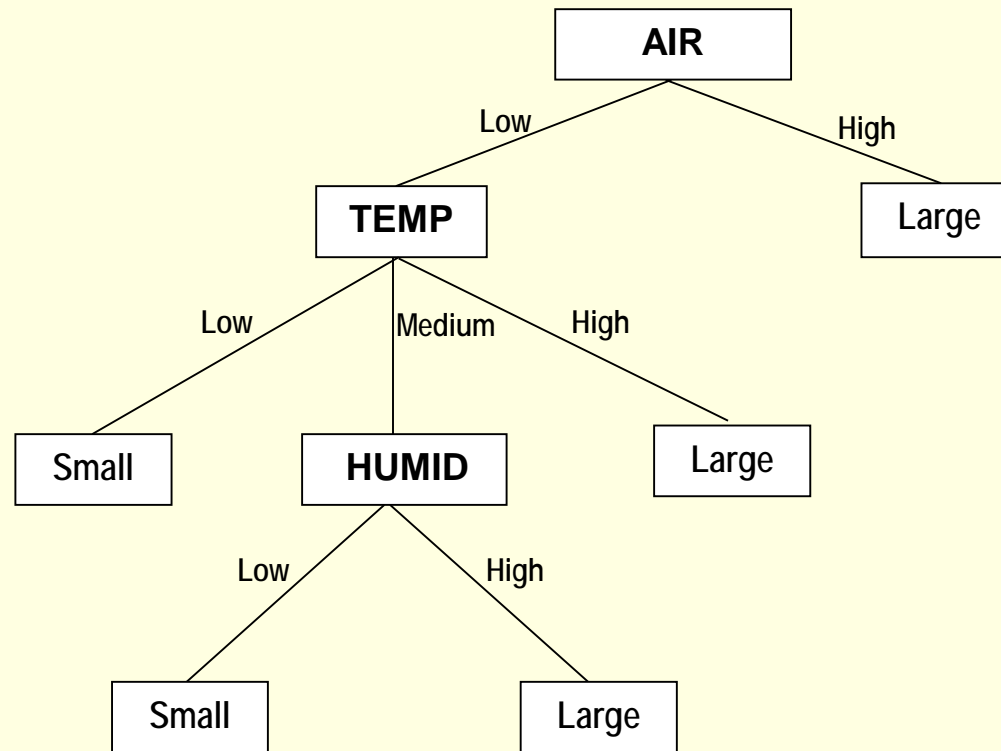 AIR
Low
High
TEMP
Large
Low
Medium
High
Small
HUMID
Large
Low
High
Small
Large